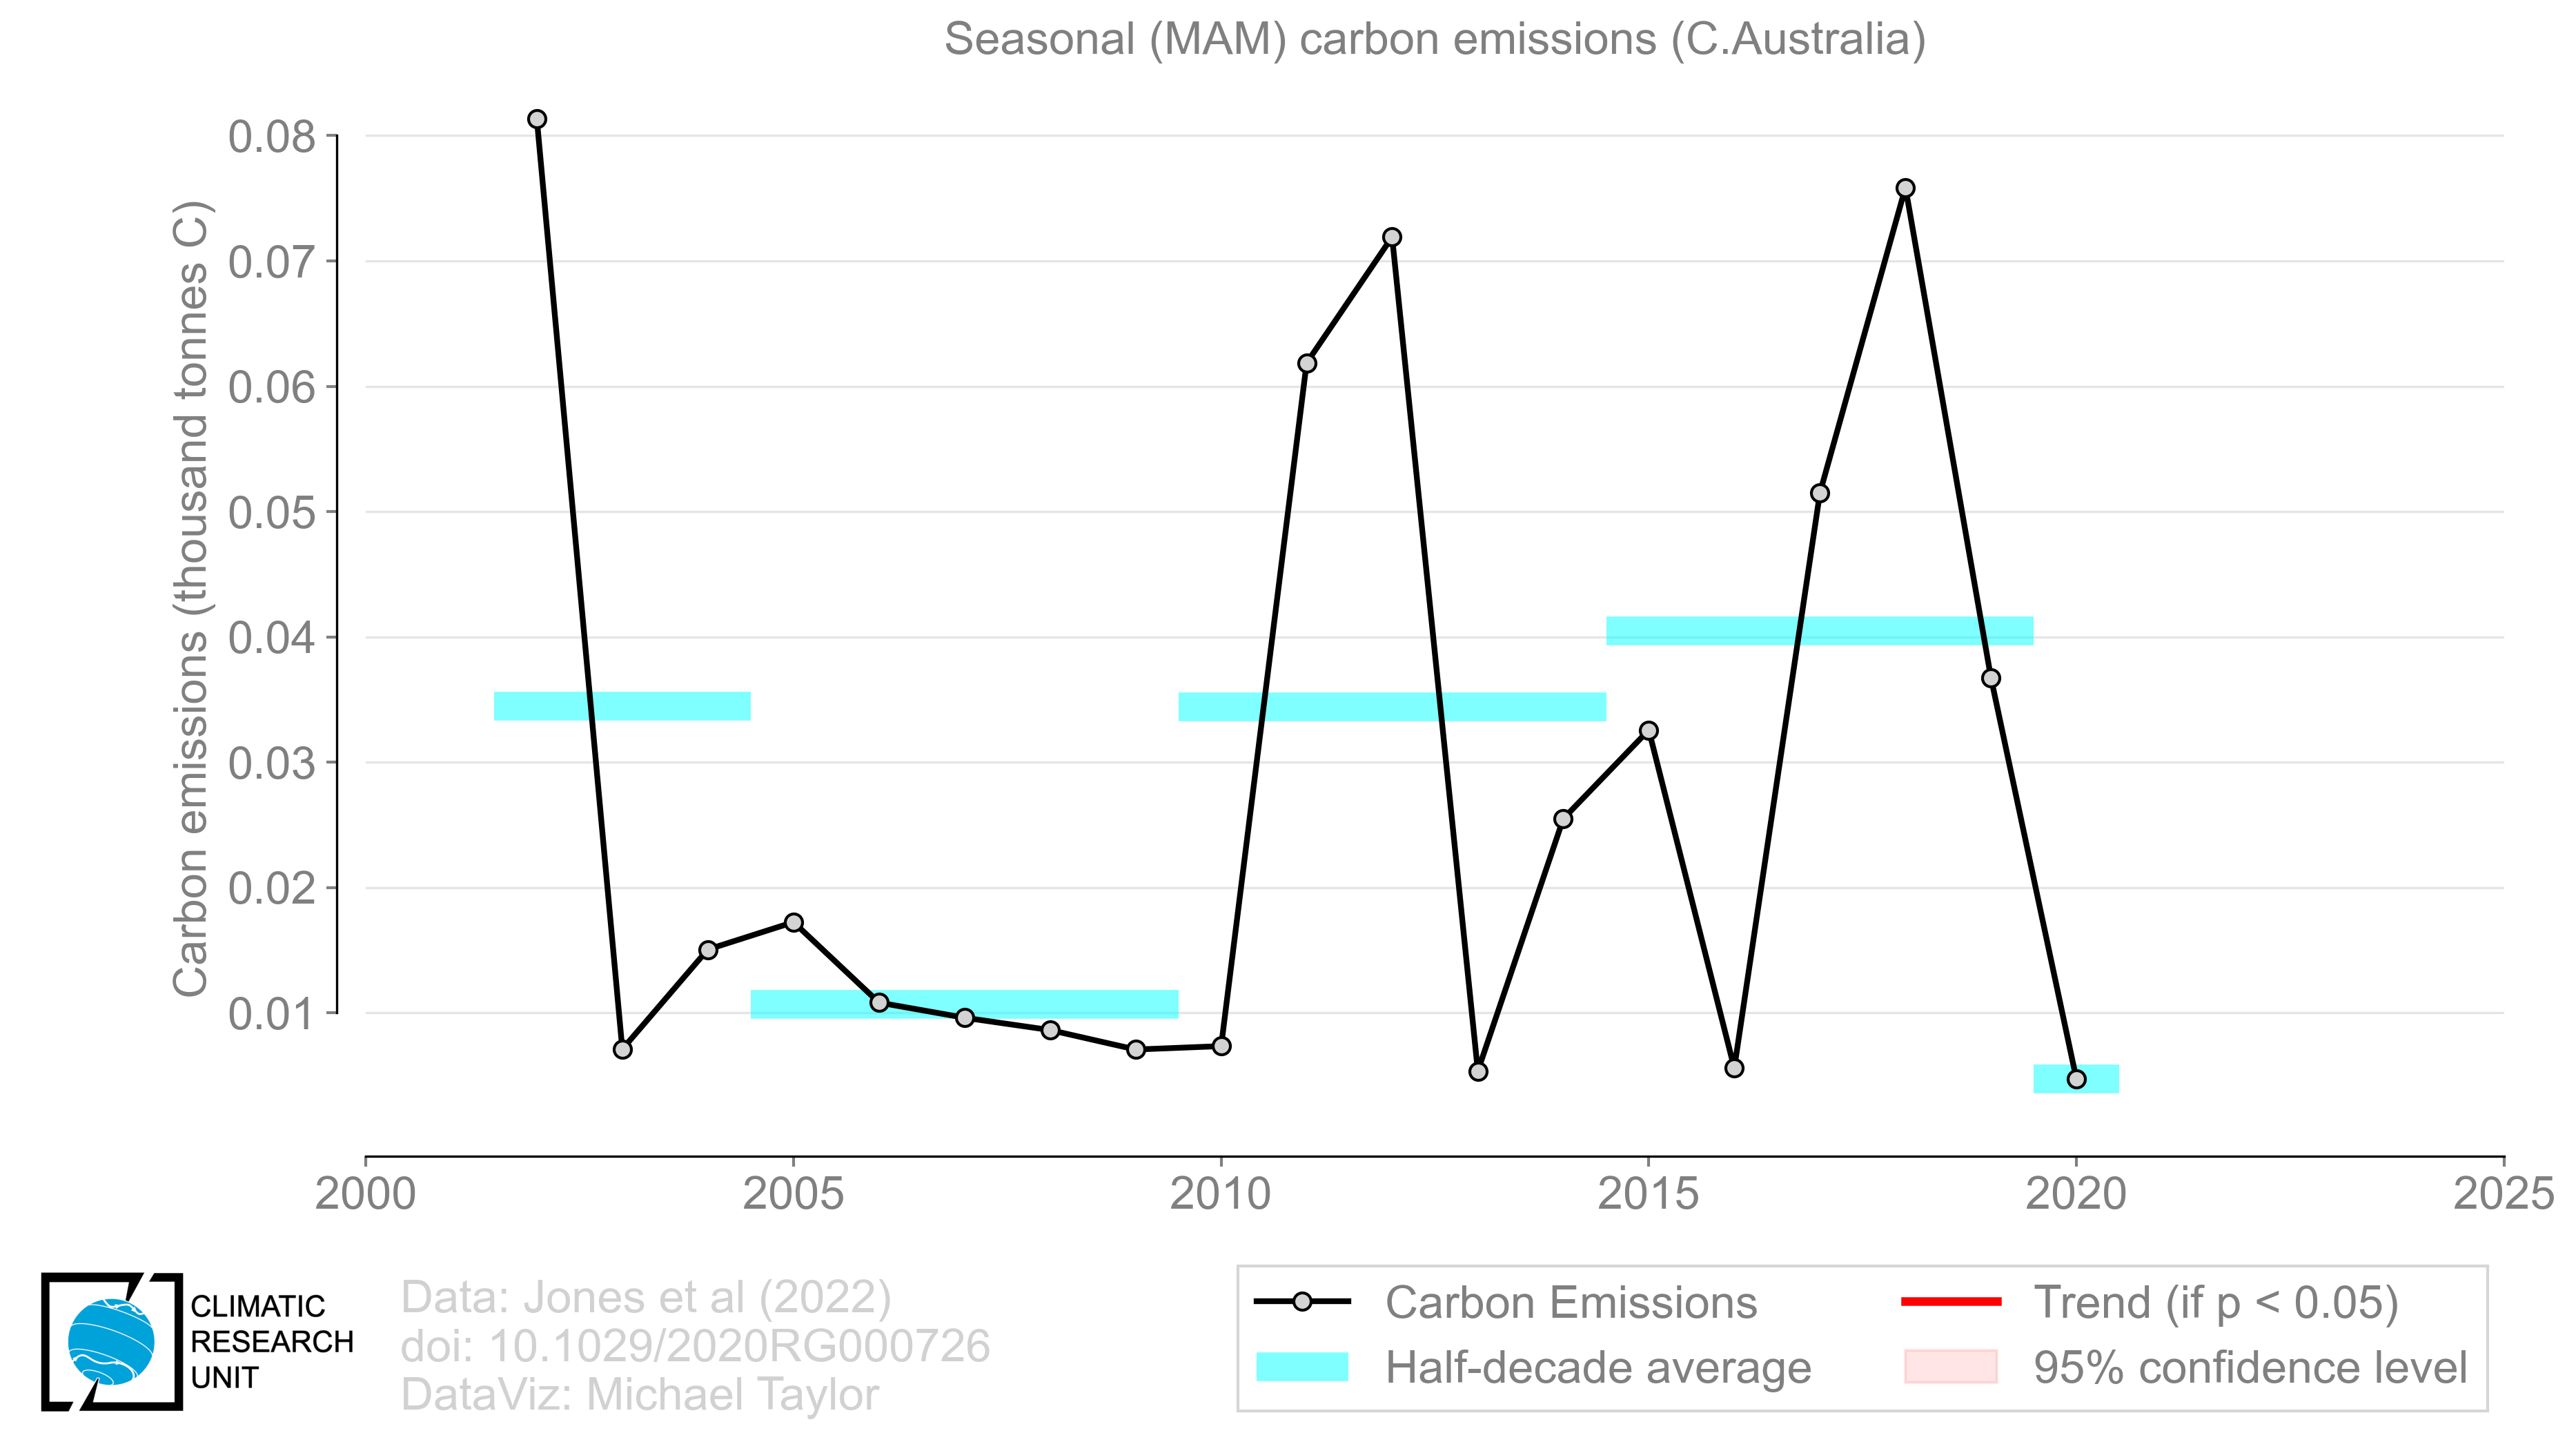 Seasonal (MAM) carbon emissions (C.Australia)
Carbon emissions (thousand tonnes C)
0.08
0.07
0.06
0.05
0.04
0.03
0.02
0.01
2000 2005 2010 2015 2020 2025
CLIMATIC
RESEARCH
UNIT
Data: Jones et al (2022)
doi: 10.1029/2020RG000726
DataViz: Michael Taylor
Carbon Emissions
Half-decade average
Trend (if p < 0.05)
95% confidence level